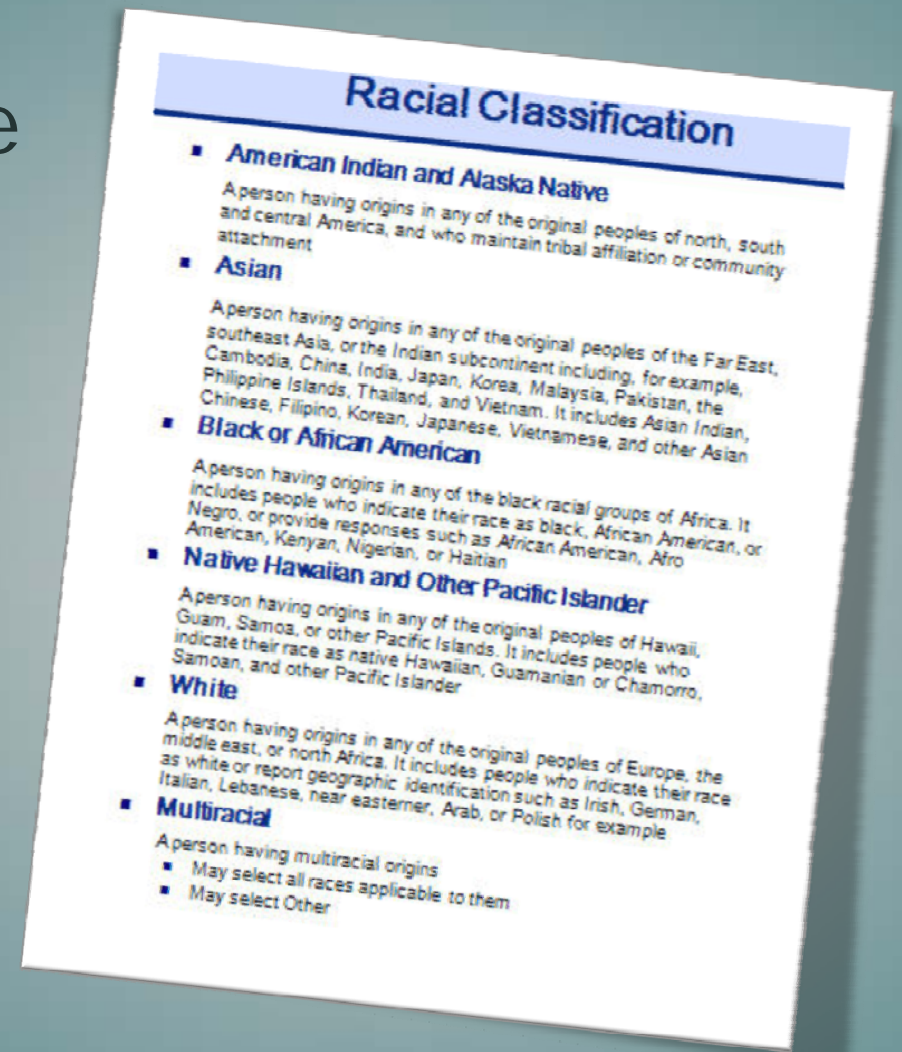 e
Racial Classification
▪ American Indian and Alaska Native
A person having origins in any of the original peoples of north, south
and central America, and who maintain tribal affiliation or community
attachment
▪ Asian
A person having origins in any of the original peoples of the Far East,
southeast Asia, or the Indian subcontinent including, for example,
Cambodia, China, India, Japan, Korea, Malaysia, Pakistan, the
Philippine Islands, Thailand, and Vietnam. It includes Asian Indian,
Chinese, Filipino, Korean, Japanese, Vietnamese, and other Asian
▪ Black or African American
A person having origins in any of the black racial groups of Africa. It
includes people who indicate their race as black, African American, or
Negro, or provide responses such as African American, Afro
American, Kenyan, Nigerian, or Haitian
▪ Native Hawaiian and Other Pacific Islander
A person having origins in any of the original peoples of Hawaii,
Guam, Samoa, or other Pacific Islands. It includes people who
indicate their race as native Hawaiian, Guamanian or Chamorro,
Samoan, and other Pacific Islander
▪ White
A person having origins in any of the original peoples of Europe, the
middle east, or north Africa. It includes people who indicate their race
as white or report geographic identification such as Irish, German,
Italian, Lebanese, near easterner, Arab, or Polish for example
▪ Multiracial
A person having multiracial origins
▪ May select all races applicable to them
▪ May select Other